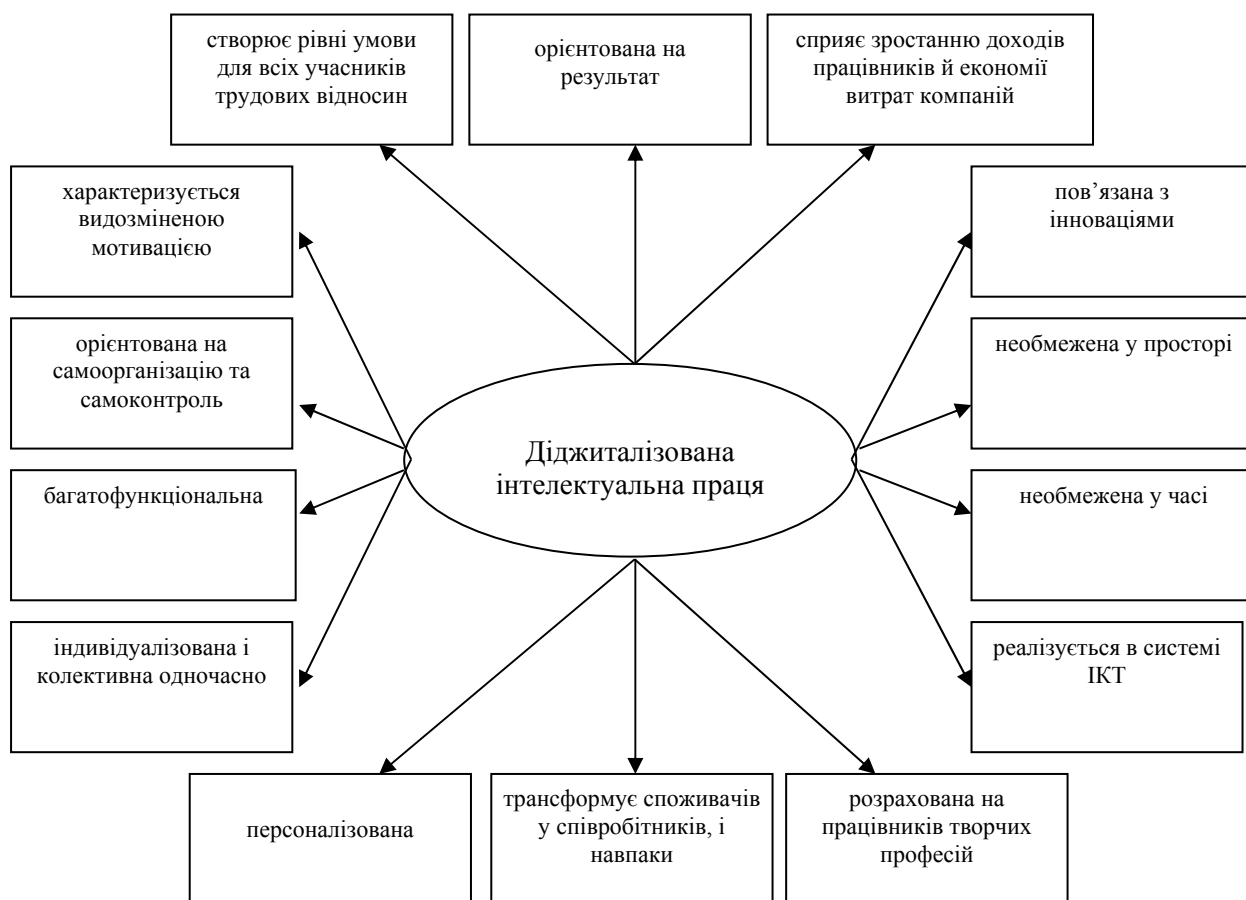 створює рівні умови
для всіх учасників
трудових відносин
орієнтована на
результат
сприяє зростанню доходів
працівників й економії
витрат компаній
характеризується
видозміненою
мотивацією
пов’язана з
інноваціями
орієнтована на
самоорганізацію та
самоконтроль
необмежена у просторі
Діджиталізована
інтелектуальна праця
багатофункціональна
необмежена у часі
індивідуалізована і
колективна одночасно
реалізується в системі
ІКТ
персоналізована
трансформує споживачів
у співробітників, і
навпаки
розрахована на
працівників творчих
професій